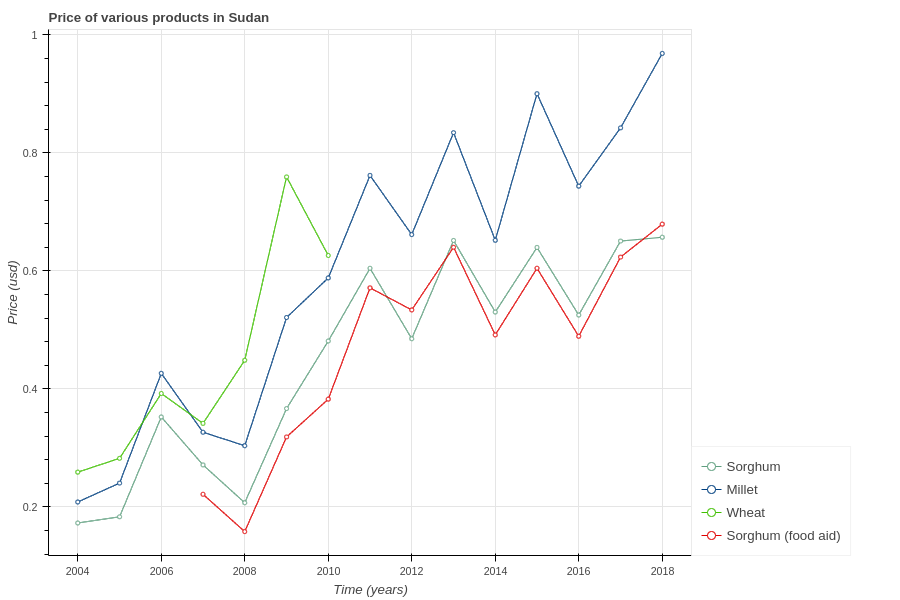 Price of various products in Sudan
1
0.8
0.6
0.4
0.2
Price (usd)
2004 2006 2008 2010 2012 2014 2016 2018
Time (years)
Sorghum
Millet
Wheat
Sorghum (food aid)